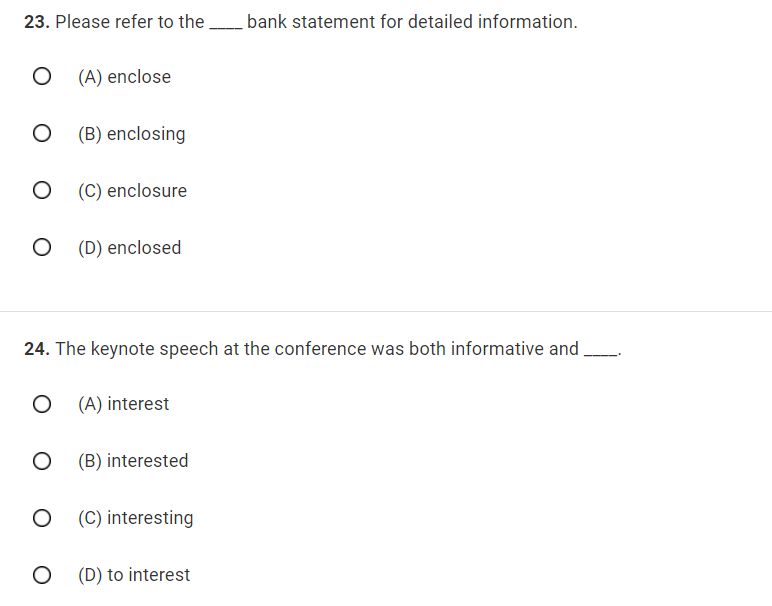 23. Please refer to the ____ bank statement for detailed information.
(A) enclose
(B) enclosing
(C) enclosure
(D) enclosed
24. The keynote speech at the conference was both informative and ____.
(A) interest
(B) interested
(C) interesting
(D) to interest